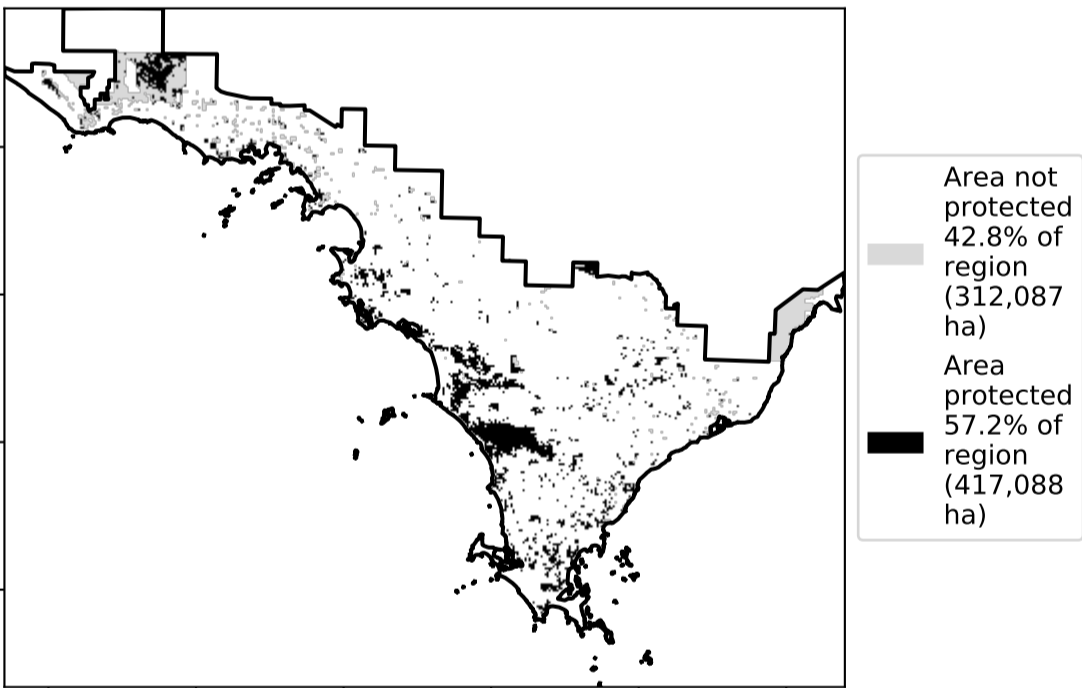 Area not
protected
42.8% of
region
(312,087
ha)
Area
protected
57.2% of
region
(417,088
ha)